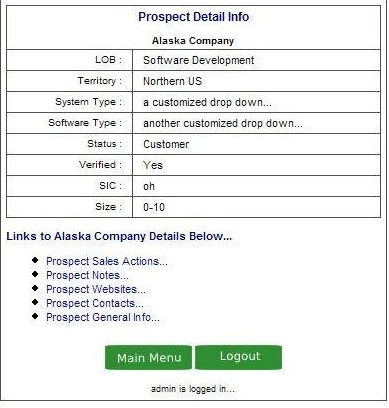 Prospect Detail Info
Alaska Company
LOB : Software Development
Territory : Northern US
System Type : a customized drop down...
Software Type : another customized drop down...
Status : Customer
Verified : Yes
SIC : oh
Size : 0-10
Links to Alaska Company Details Below...
Prospect Sales Actions...
Prospect Notes...
Prospect Websites...
Prospect Contacts...
Prospect General Info...
Main Menu Logout
admin is logged in...